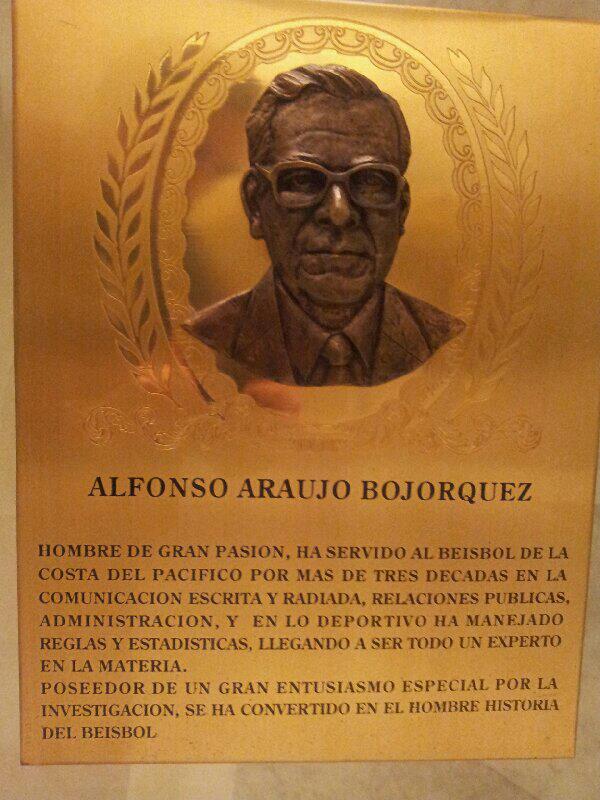 ALFONSO ARAUJO BOJORQUEZ
HOMBRE DE GRAN PASION, HA SERVIDO AL BEISBOL DE LA
COSTA DEL PACIFICO POR MAS DE TRES DECADAS EN LA
COMUNICACION ESCRITA Y RADIADA, RELACIONES PUBLICAS,
ADMINISTRACION, Y EN LO DEPORTIVO HA MANEJADO
REGLAS Y ESTADISTICAS, LLEGANDO A SER TODO UN EXPERTO
EN LA MATERIA.
POSEEDOR DE UN GRAN ENTUSIASMO ESPECIAL POR LA
INVESTIGACION, SE HA CONVERTIDO EN EL HOMBRE HISTORIA
DEL BEISBOL